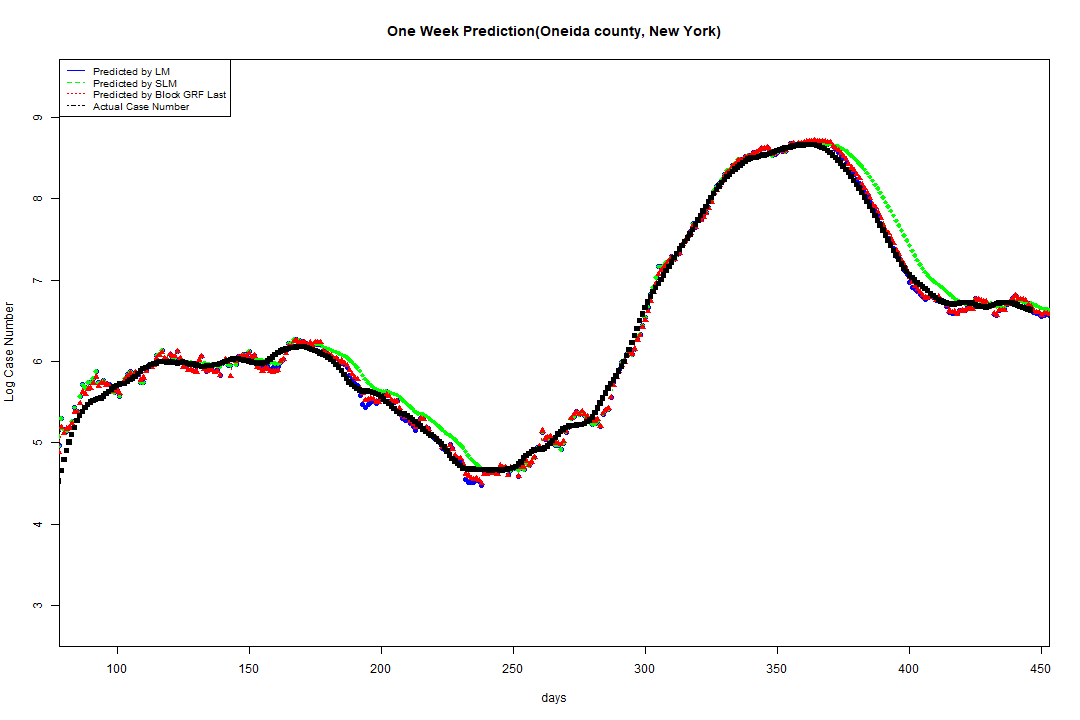 One Week Prediction(Oneida county, New York)
Predicted by LM
Predicted by SLM
Predicted by Block GRF Last
Actual Case Number
9
8
7
6
5
4
3
Log Case Number
100 150 200 250 300 350 400 450
days